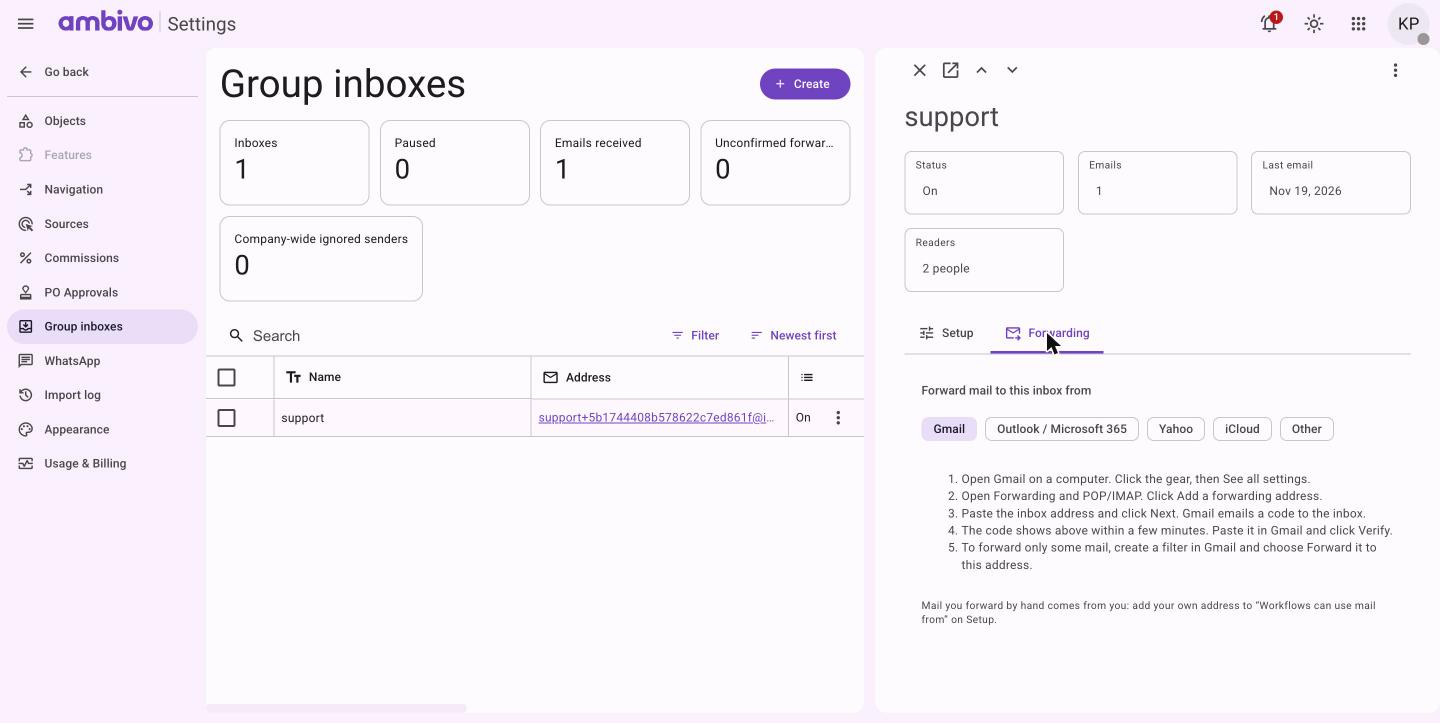 ambivo
Settings
1
KP
Go back
Objects
Features
Navigation
Sources
Commissions
PO Approvals
Group inboxes
WhatsApp
Import log
Appearance
Usage & Billing
Group inboxes
+ Create
Inboxes
1
Paused
0
Emails received
1
Unconfirmed forwar...
0
Company-wide ignored senders
0
Search
Filter
Newest first
Name
Address
support
support+5b1744408b578622c7ed861f@i...
On
support
Status
On
Emails
1
Last email
Nov 19, 2026
Readers
2 people
Setup
Forwarding
Forward mail to this inbox from
Gmail
Outlook / Microsoft 365
Yahoo
iCloud
Other
1. Open Gmail on a computer. Click the gear, then See all settings.
2. Open Forwarding and POP/IMAP. Click Add a forwarding address.
3. Paste the inbox address and click Next. Gmail emails a code to the inbox.
4. The code shows above within a few minutes. Paste it in Gmail and click Verify.
5. To forward only some mail, create a filter in Gmail and choose Forward it to
this address.
Mail you forward by hand comes from you: add your own address to “Workflows can use mail
from” on Setup.